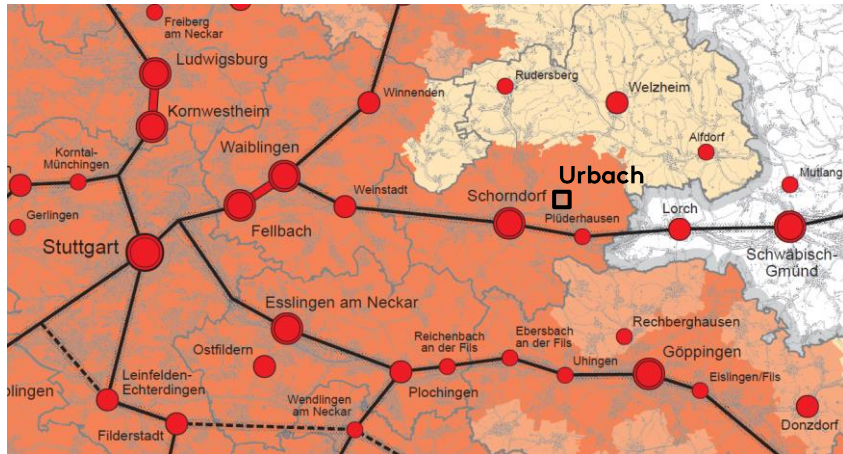 Freiberg
am Neckar
Ludwigsburg
Kornwestheim
Winnenden
Rudersberg
Welzheim
Waiblingen
Alfdorf
Korntal-
Münchingen
Urbach
Mutlang
Weinstadt
Schorndorf
Gerlingen
Plüderhausen
Lorch
Fellbach
Stuttgart
Schwäbisch-
Gmünd
Esslingen am Neckar
Rechberghausen
Reichenbach
an der Fils
Ebersbach
an der Fils
Ostfildern
Göppingen
Uhingen
Eislingen/Fils
Plochingen
Leinfelden-
Echterdingen
Wendlingen
am Neckar
Filderstadt
Donzdorf